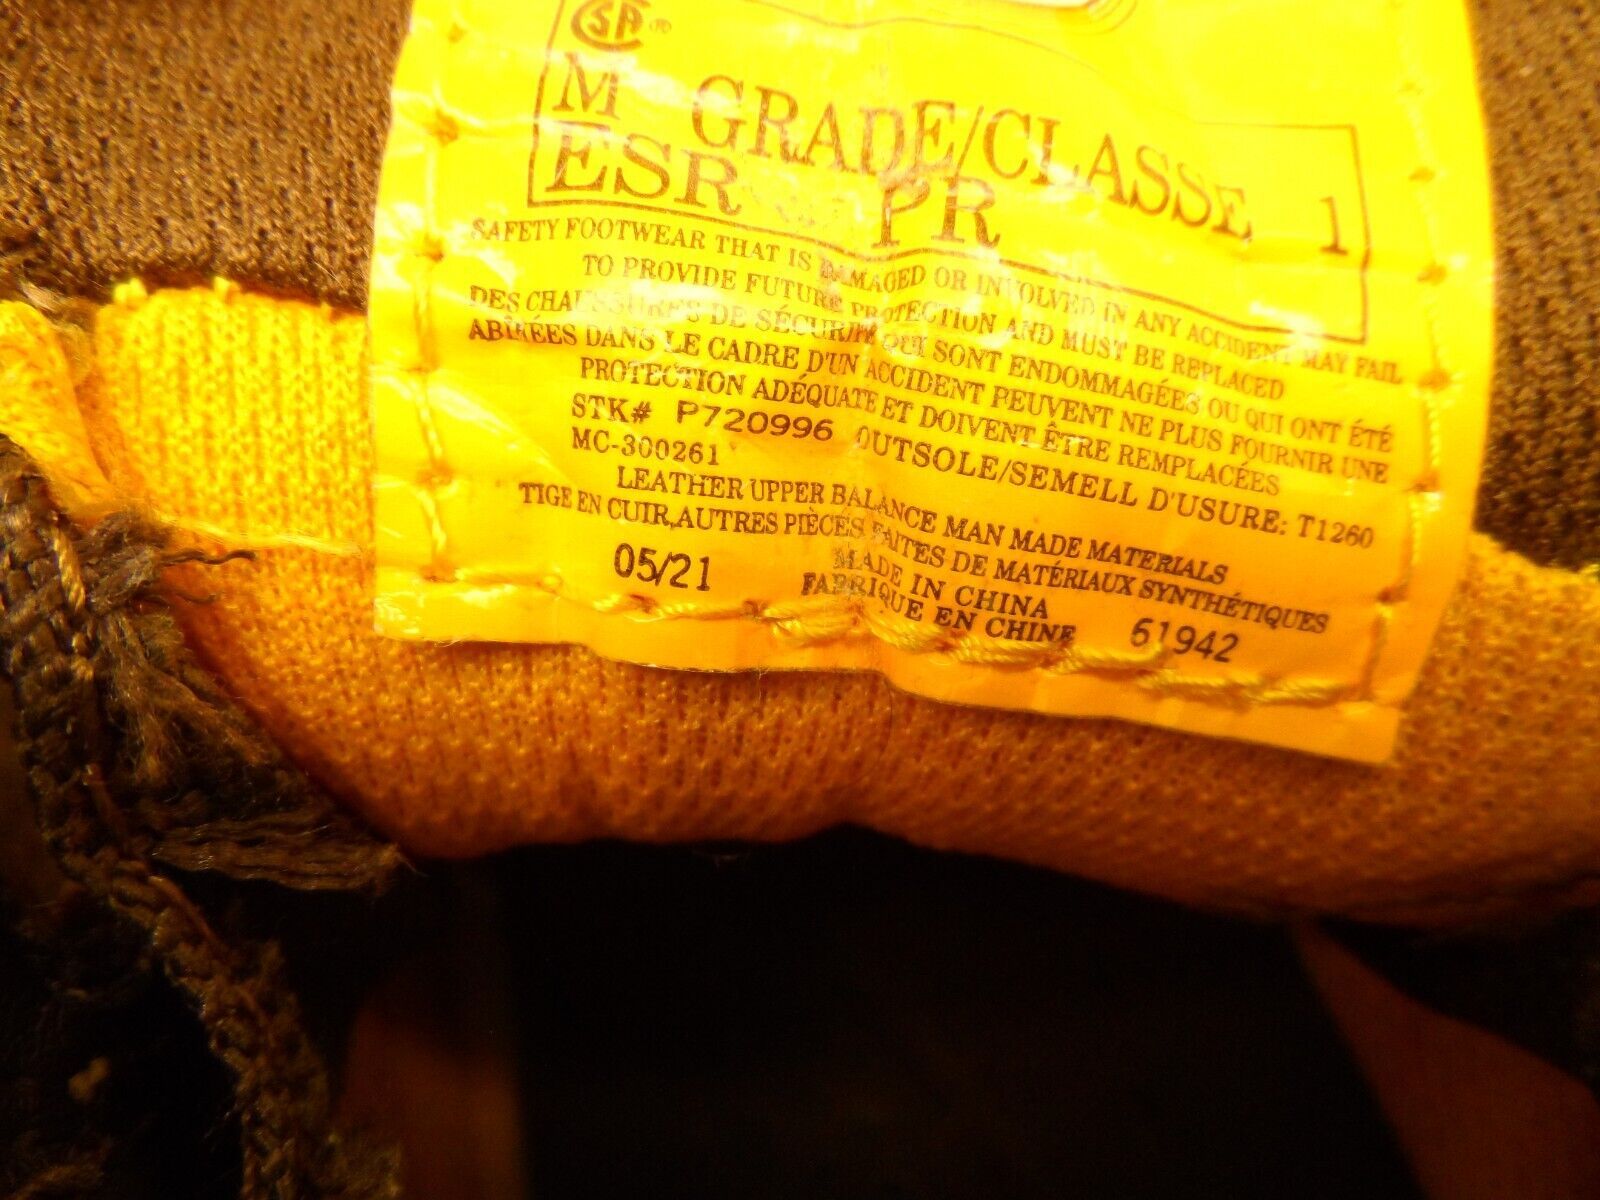 CSA ®
M GRADE/CLASSE 1
ESR PR
SAFETY FOOTWEAR THAT IS DAMAGED OR INVOLVED IN ANY ACCIDENT MAY FAIL
TO PROVIDE FUTURE PROTECTION AND MUST BE REPLACED
DES CHAUSSURES DE SÉCURITÉ QUI SONT ENDOMMAGÉES OU QUI ONT ÉTÉ
ABIMÉES DANS LE CADRE D'UN ACCIDENT PEUVENT NE PLUS FOURNIR UNE
PROTECTION ADÉQUATE ET DOIVENT ÊTRE REMPLACÉES
STK# P720996 OUTSOLE/SEMELL D'USURE: T1260
MC-300261
LEATHER UPPER BALANCE MAN MADE MATERIALS
TIGE EN CUIR,AUTRES PIÈCES FAITES DE MATÉRIAUX SYNTHÉTIQUES
05/21 MADE IN CHINA
FABRIQUE EN CHINE 61942